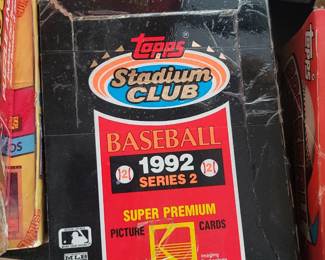 Topps
Stadium
CLUB
BASEBALL
1992
SERIES 2
SUPER PREMIUM
PICTURE CARDS